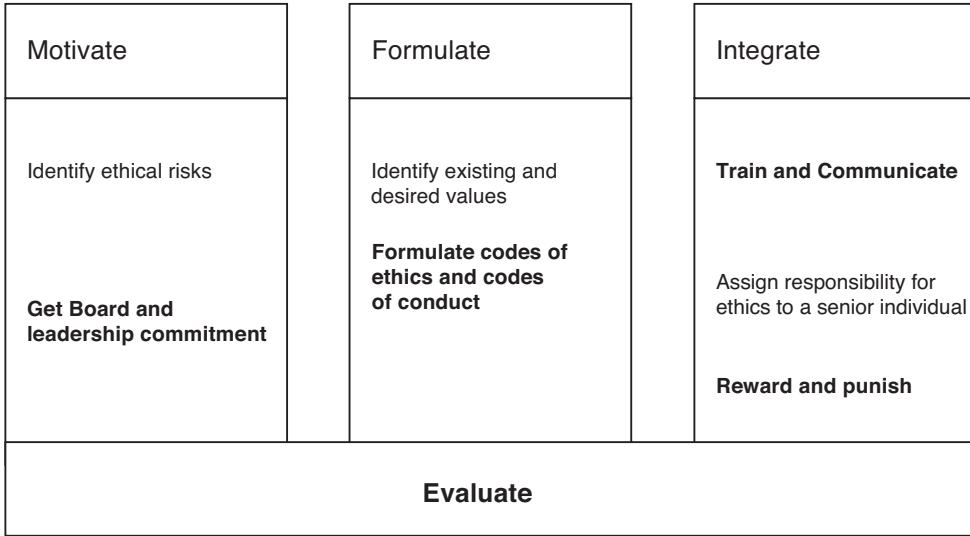 Motivate
Identify ethical risks
Get Board and
leadership commitment
Formulate
Identify existing and
desired values
Formulate codes of
ethics and codes
of conduct
Integrate
Train and Communicate
Assign responsibility for
ethics to a senior individual
Reward and punish
Evaluate